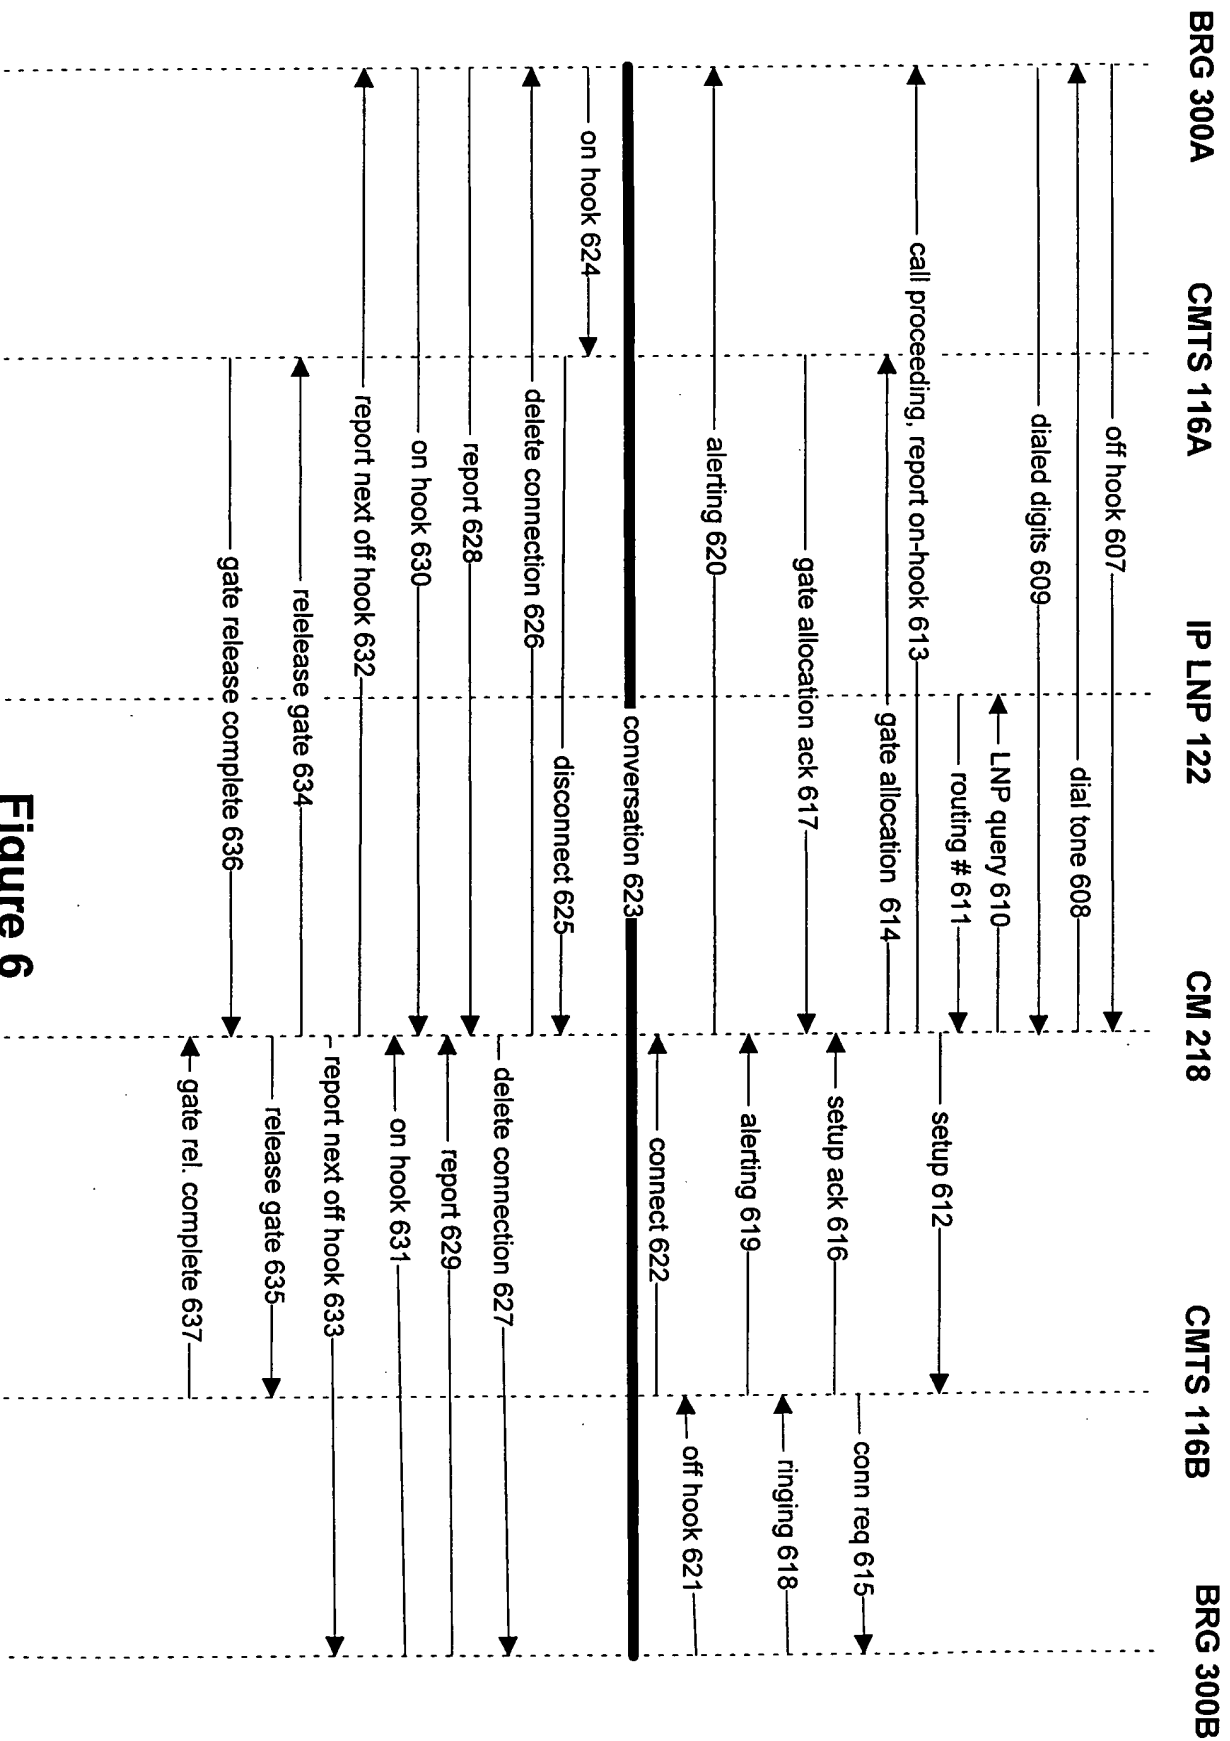 BRG 300A
CMTS 116A
IP LNP 122
CM 218
CMTS 116B
BRG 300B
off hook 607
dial tone 608
dialed digits 609
LNP query 610
routing # 611
setup 612
call proceeding, report on-hook 613
gate allocation 614
conn req 615
setup ack 616
gate allocation ack 617
ringing 618
alerting 619
alerting 620
off hook 621
connect 622
conversation 623
on hook 624
disconnect 625
delete connection 626
delete connection 627
report 628
report 629
on hook 630
on hook 631
report next off hook 632
report next off hook 633
relelease gate 634
release gate 635
gate release complete 636
gate rel. complete 637
Figure 6